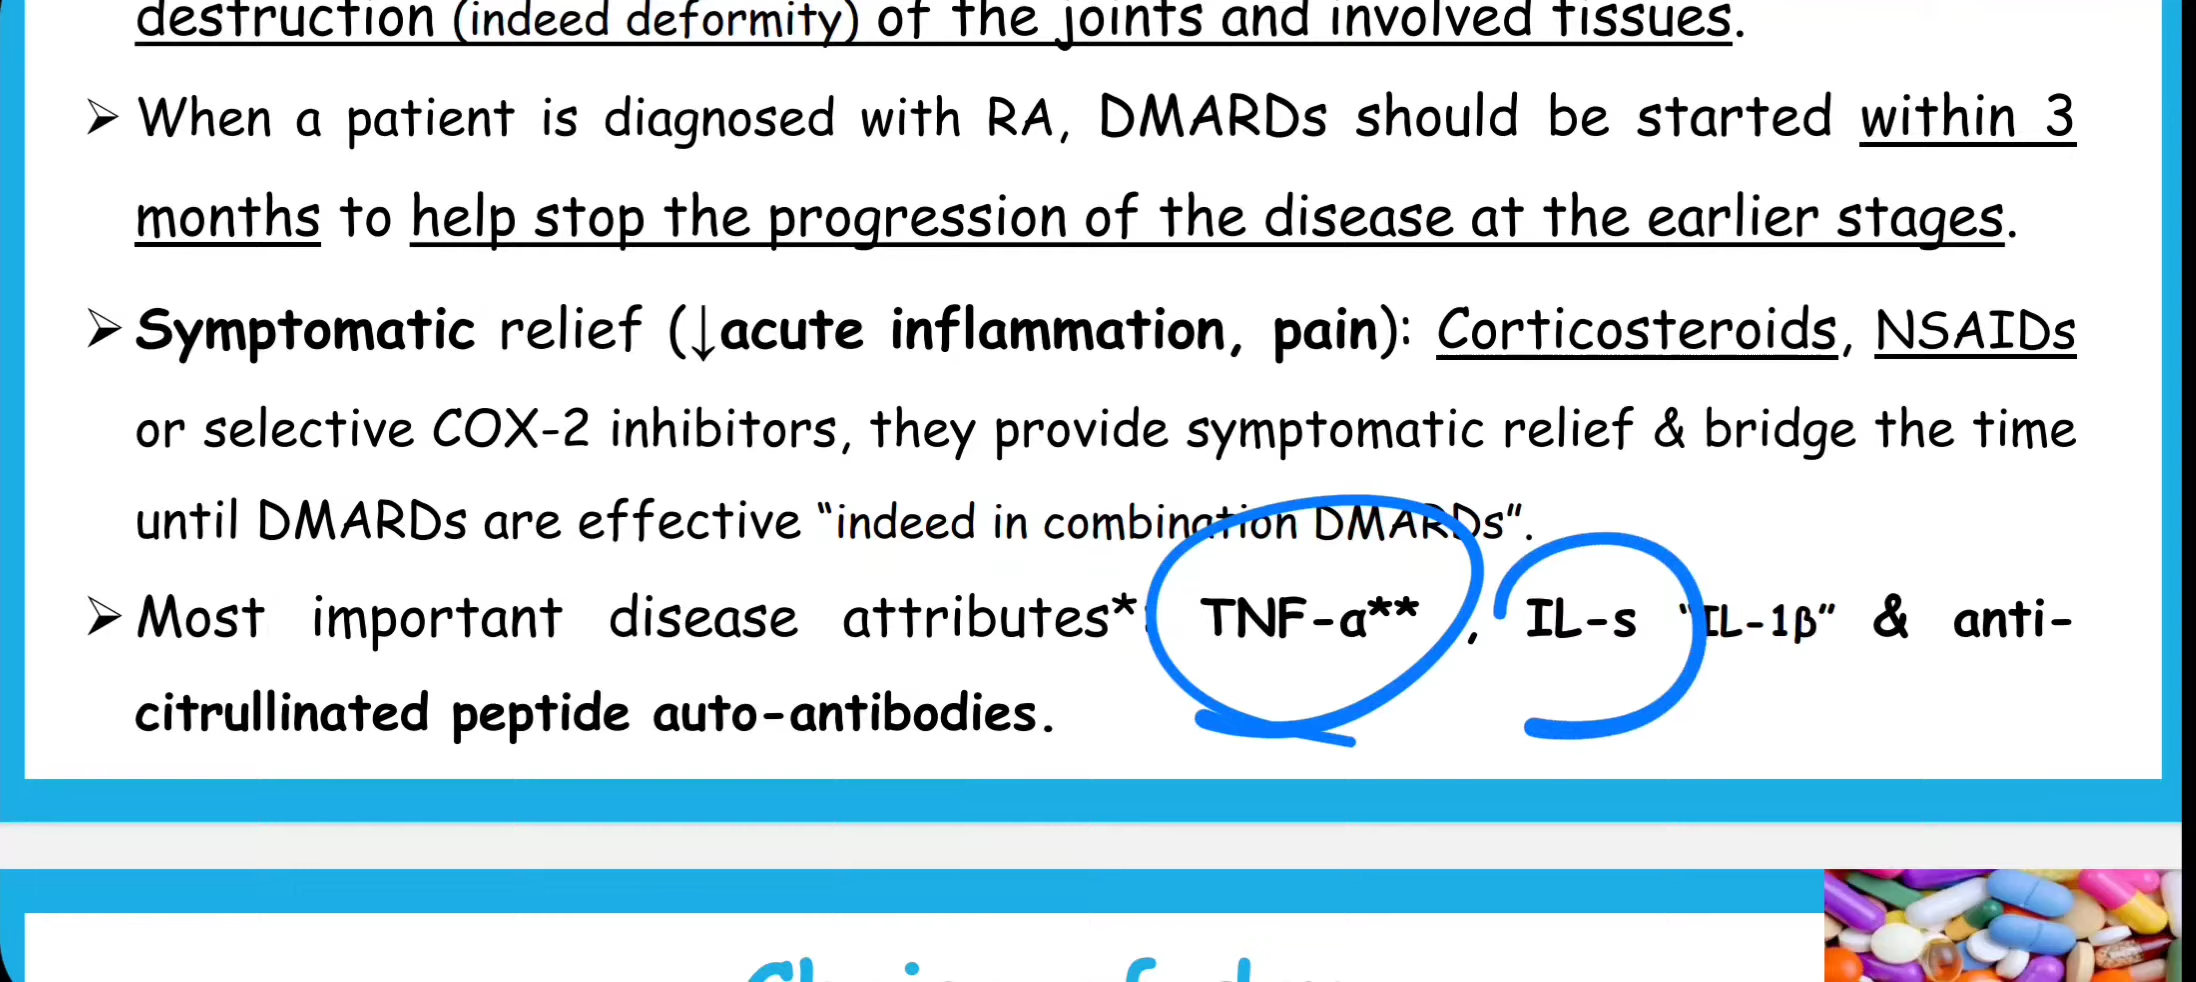 destruction (indeed deformity) of the joints and involved tissues.
➢ When a patient is diagnosed with RA, DMARDs should be started within 3
months to help stop the progression of the disease at the earlier stages.
➢ Symptomatic relief (↓acute inflammation, pain): Corticosteroids, NSAIDs
or selective COX-2 inhibitors, they provide symptomatic relief & bridge the time
until DMARDs are effective “indeed in combination DMARDs”.
➢ Most important disease attributes*: TNF-α** , IL-s “IL-1β” & anti-
citrullinated peptide auto-antibodies.